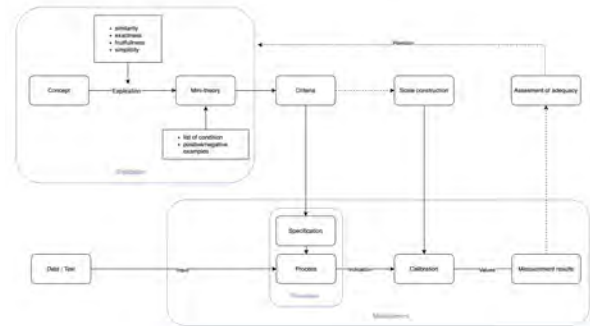 • similarity
• exactness
• fruitfulness
• simplicity
Concept
Explication
Mini-theory
Criteria
Scale construction
Assessment of adequacy
• list of condition
• positive/negative
examples
Specification
Data / Text
Input
Process
Indication
Calibration
Values
Measurement results